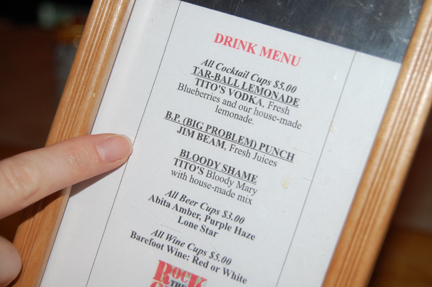 DRINK MENU
All Cocktail Cups $5.00
TAR-BALL LEMONADE
TITO'S VODKA, Fresh
Blueberries and our house-made
lemonade.
B.P. (BIG PROBLEM) PUNCH
JIM BEAM, Fresh Juices
BLOODY SHAME
TITO'S Bloody Mary
with house-made mix
All Beer Cups $3.00
Abita Amber, Purple Haze
Lone Star
All Wine Cups $5.00
Barefoot Wine: Red or White
ROCK
THE